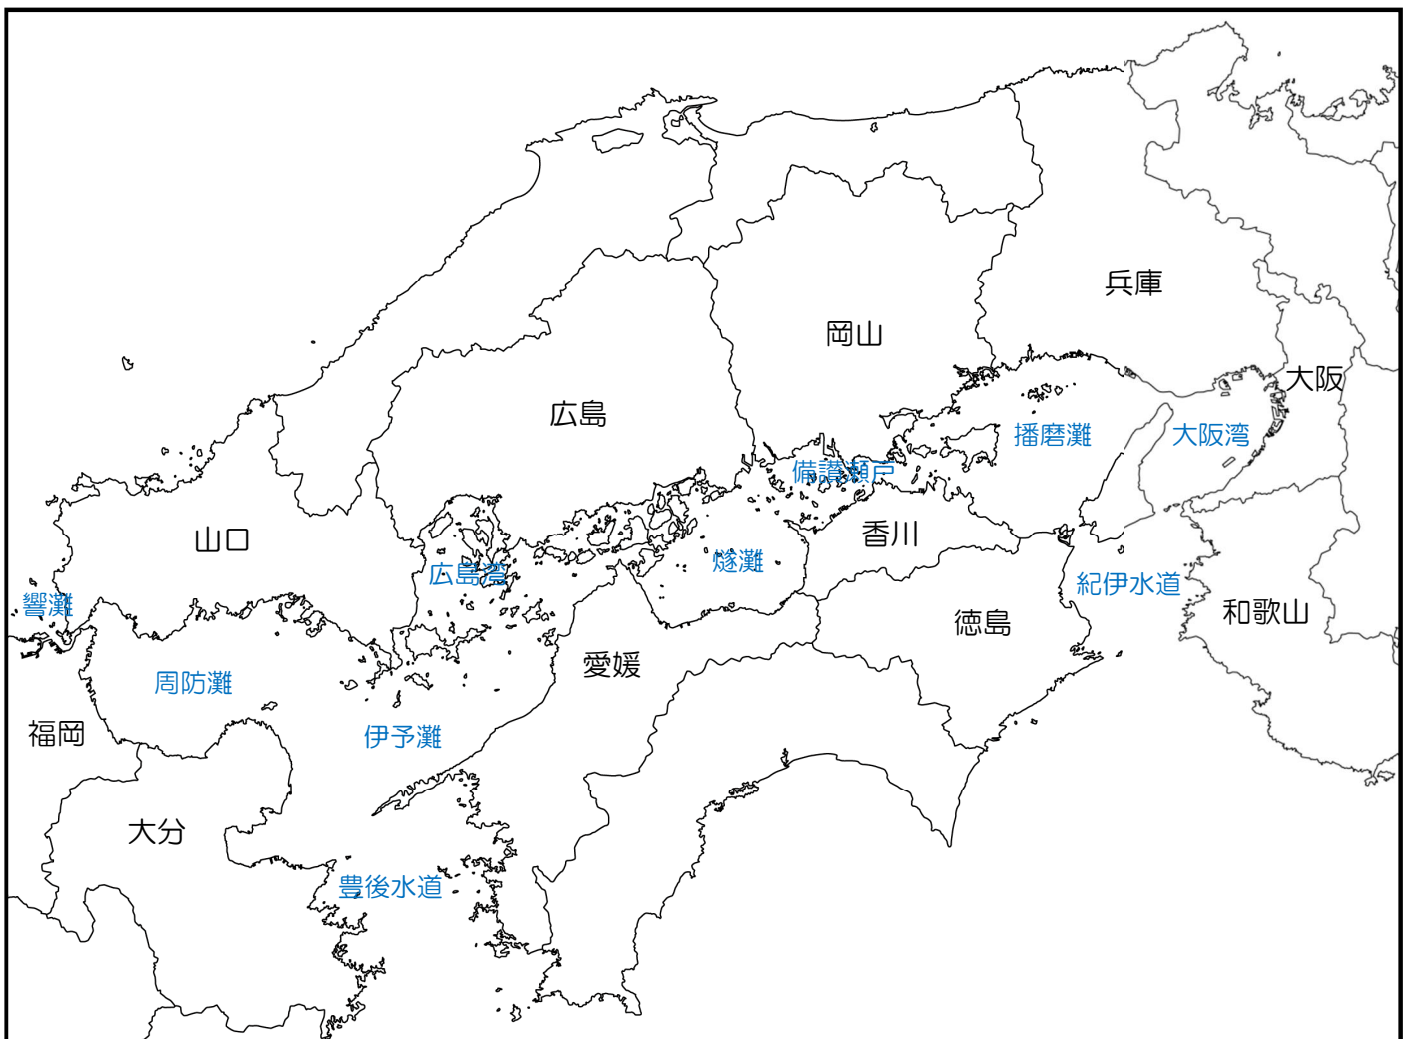 兵庫
岡山
大阪
広島
播磨灘
大阪湾
備讃瀬戸
香川
山口
燧灘
広島湾
紀伊水道
響灘
和歌山
徳島
愛媛
周防灘
福岡
伊予灘
大分
豊後水道